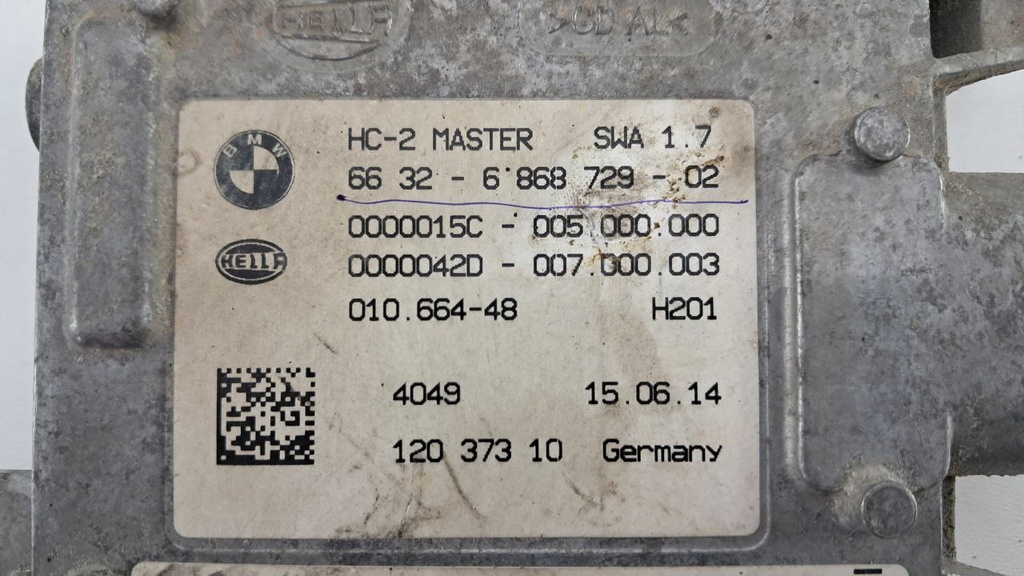 HELLA
>GD AL<
BMW
HC-2 MASTER SWA 1.7
66 32 - 6 868 729 - 02
0000015C - 005.000.000
HELLA
0000042D - 007.000.003
010.664-48 H201
4049 15.06.14
120 373 10 Germany